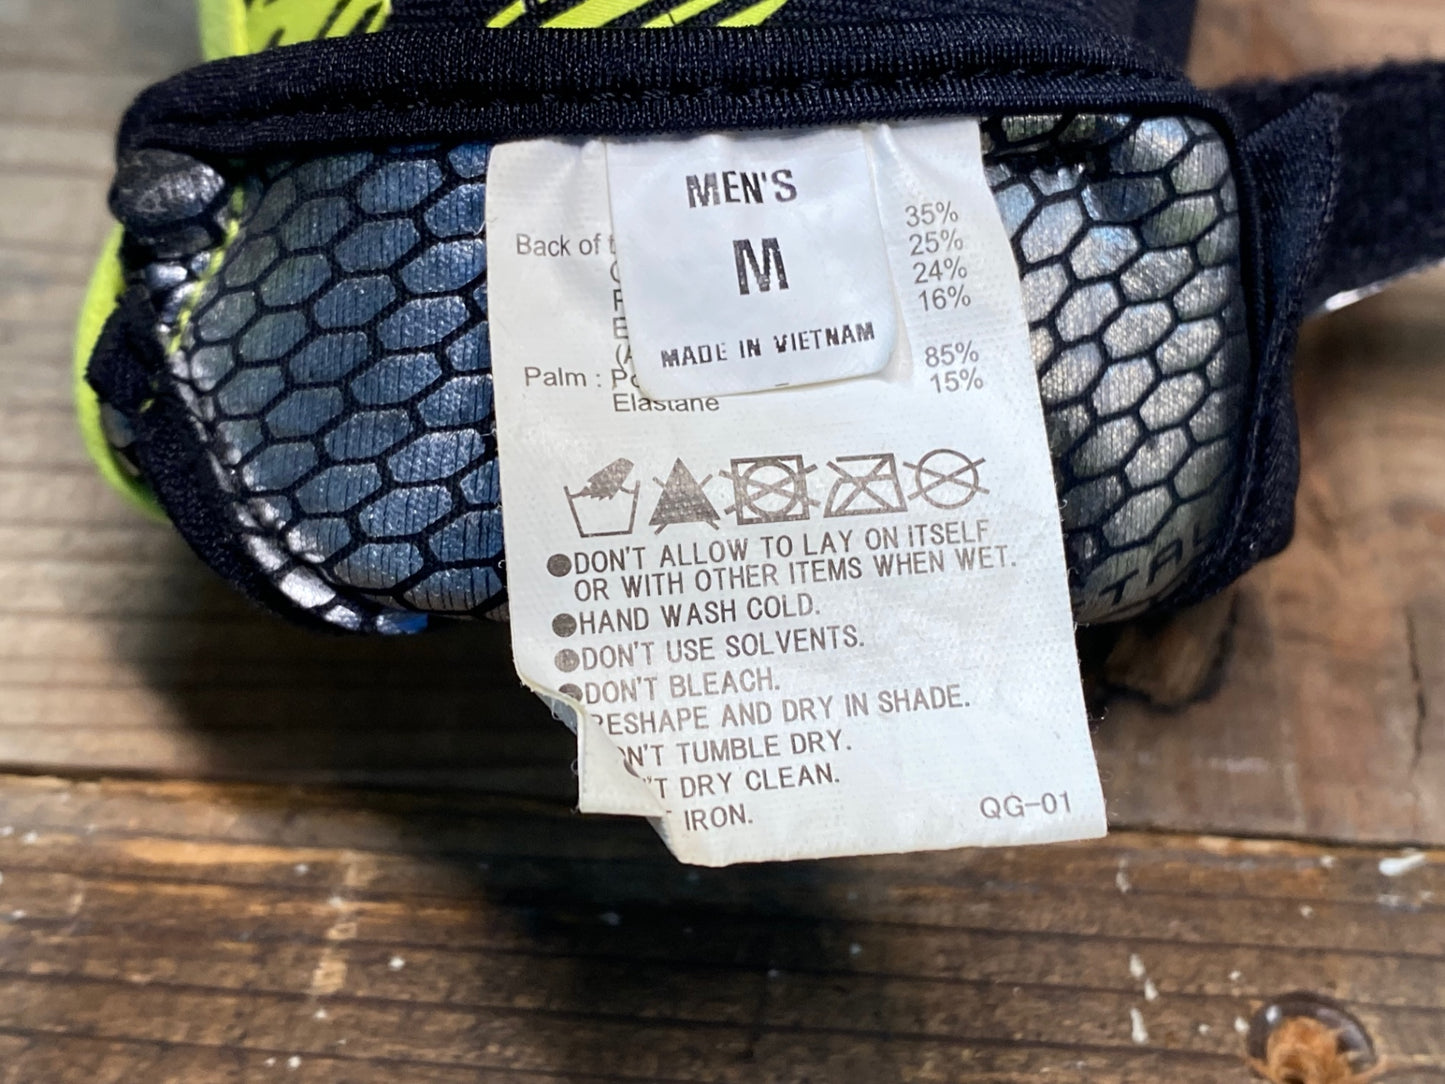 MEN'S
M
MADE IN VIETNAM
Back of
35%
25%
24%
16%
Palm :
85%
Elastane 15%
●DON'T ALLOW TO LAY ON ITSELF
OR WITH OTHER ITEMS WHEN WET.
●HAND WASH COLD.
●DON'T USE SOLVENTS.
●DON'T BLEACH.
RESHAPE AND DRY IN SHADE.
N'T TUMBLE DRY.
'T DRY CLEAN.
IRON.
QG-01
TAL